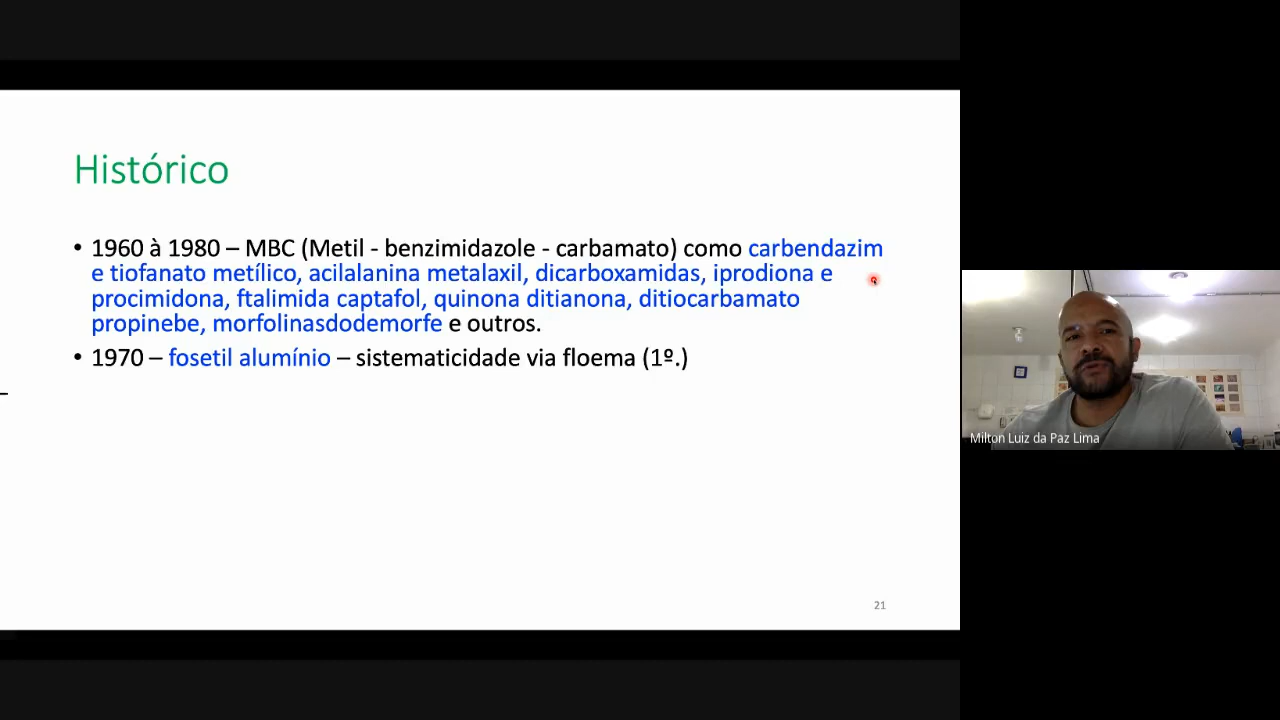 Histórico
• 1960 à 1980 – MBC (Metil - benzimidazole - carbamato) como carbendazim
e tiofanato metílico, acilalanina metalaxil, dicarboxamidas, iprodiona e
procimidona, ftalimida captafol, quinona ditianona, ditiocarbamato
propinebe, morfolinasdodemorfe e outros.
• 1970 – fosetil alumínio – sistematicidade via floema (1º.)
21
Milton Luiz da Paz Lima